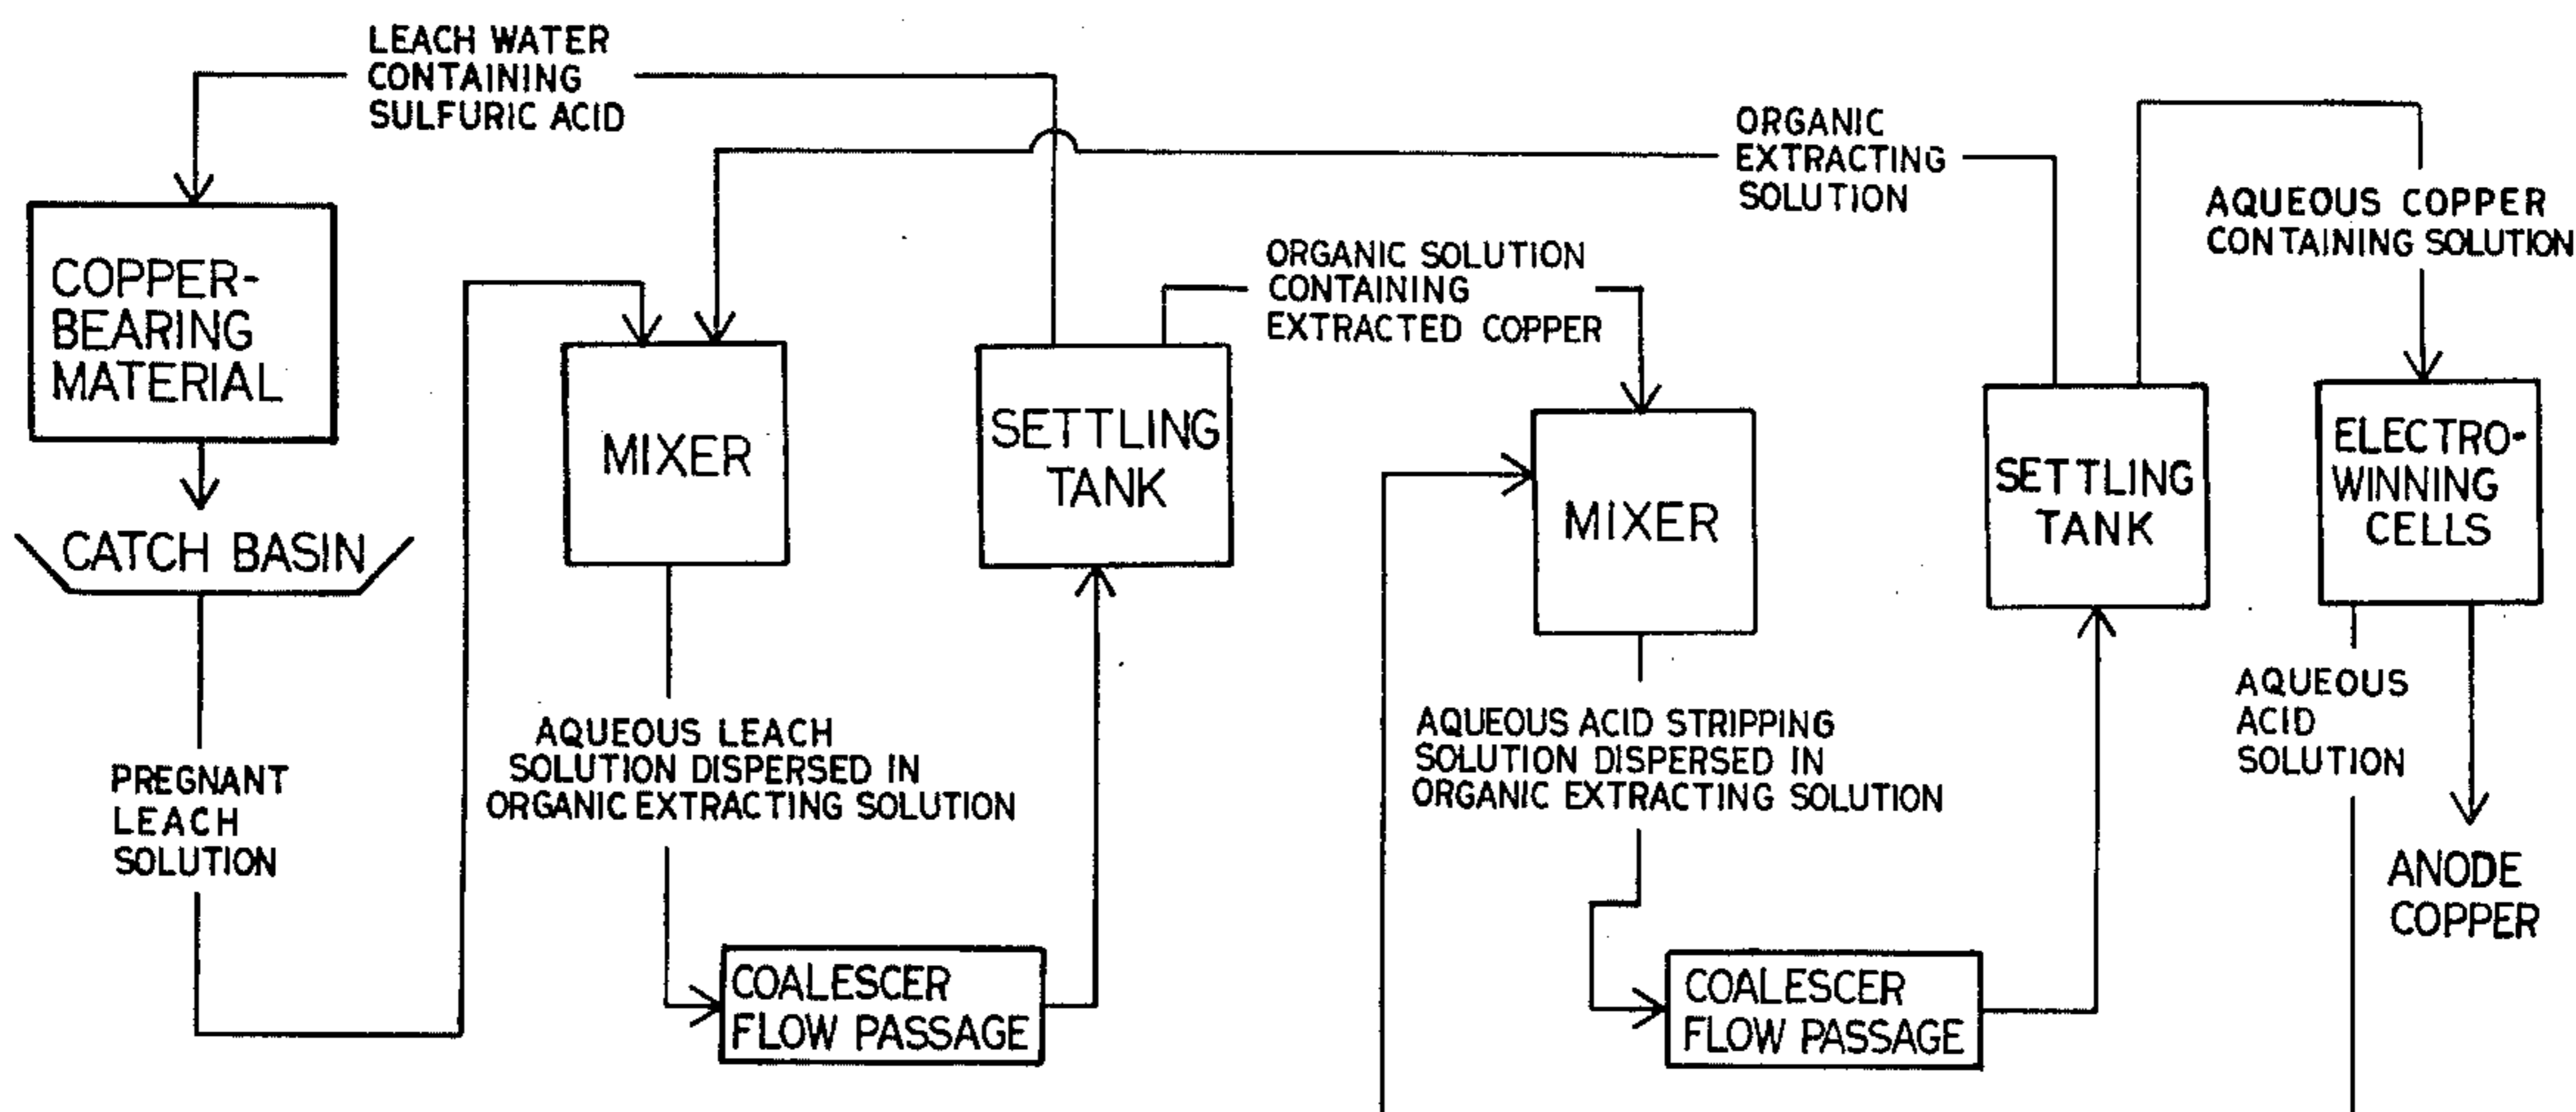 LEACH WATER
CONTAINING
SULFURIC ACID
ORGANIC
EXTRACTING
SOLUTION
AQUEOUS COPPER
CONTAINING SOLUTION
ORGANIC SOLUTION
CONTAINING
EXTRACTED COPPER
COPPER-
BEARING
MATERIAL
CATCH BASIN
MIXER
SETTLING
TANK
MIXER
SETTLING
TANK
ELECTRO-
WINNING
CELLS
PREGNANT
LEACH
SOLUTION
AQUEOUS LEACH
SOLUTION DISPERSED IN
ORGANIC EXTRACTING SOLUTION
AQUEOUS ACID STRIPPING
SOLUTION DISPERSED IN
ORGANIC EXTRACTING SOLUTION
AQUEOUS
ACID
SOLUTION
ANODE
COPPER
COALESCER
FLOW PASSAGE
COALESCER
FLOW PASSAGE